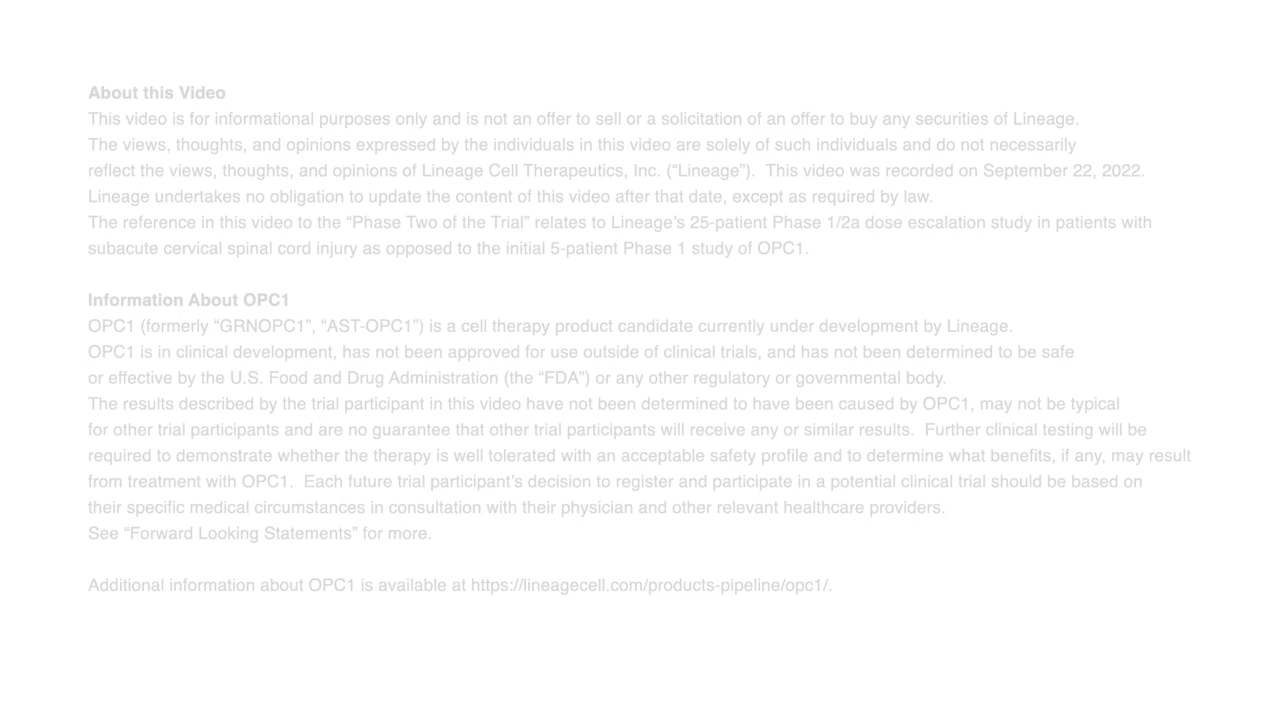 About this Video
This video is for informational purposes only and is not an offer to sell or a solicitation of an offer to buy any securities of Lineage.
The views, thoughts, and opinions expressed by the individuals in this video are solely of such individuals and do not necessarily
reflect the views, thoughts, and opinions of Lineage Cell Therapeutics, Inc. (“Lineage”).  This video was recorded on September 22, 2022.
Lineage undertakes no obligation to update the content of this video after that date, except as required by law.
The reference in this video to the “Phase Two of the Trial” relates to Lineage’s 25-patient Phase 1/2a dose escalation study in patients with
subacute cervical spinal cord injury as opposed to the initial 5-patient Phase 1 study of OPC1.
Information About OPC1
OPC1 (formerly “GRNOPC1”, “AST-OPC1”) is a cell therapy product candidate currently under development by Lineage.
OPC1 is in clinical development, has not been approved for use outside of clinical trials, and has not been determined to be safe
or effective by the U.S. Food and Drug Administration (the “FDA”) or any other regulatory or governmental body.
The results described by the trial participant in this video have not been determined to have been caused by OPC1, may not be typical
for other trial participants and are no guarantee that other trial participants will receive any or similar results.  Further clinical testing will be
required to demonstrate whether the therapy is well tolerated with an acceptable safety profile and to determine what benefits, if any, may result
from treatment with OPC1.  Each future trial participant’s decision to register and participate in a potential clinical trial should be based on
their specific medical circumstances in consultation with their physician and other relevant healthcare providers.
See “Forward Looking Statements” for more.
Additional information about OPC1 is available at https://lineagecell.com/products-pipeline/opc1/.